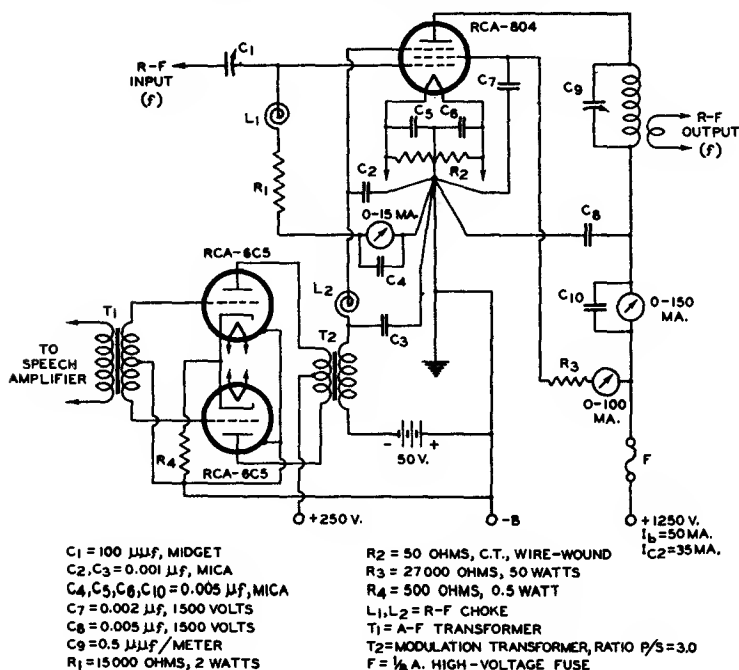 RCA-804
C1
R-F
INPUT
(f)
C7
C9
C5
C6
R-F
OUTPUT
(f)
L1
C2
R2
R1
0-15 MA.
C8
RCA-6C5
C4
C10
0-150
MA.
L2
T1
C3
T2
TO
SPEECH
AMPLIFIER
R3
0-100
MA.
- +
50 V.
R4
F
RCA-6C5
+250 V.
-B
+1250 V.
Ib=50 MA.
IC2=35 MA.
C1 = 100 μμf, MIDGET
C2,C3 = 0.001 μf, MICA
C4,C5,C6,C10 = 0.005 μf, MICA
C7 = 0.002 μf, 1500 VOLTS
C8 = 0.005 μf, 1500 VOLTS
C9 = 0.5 μμf/METER
R1 = 15000 OHMS, 2 WATTS
R2 = 50 OHMS, C.T., WIRE-WOUND
R3 = 27000 OHMS, 50 WATTS
R4 = 500 OHMS, 0.5 WATT
L1,L2 = R-F CHOKE
T1 = A-F TRANSFORMER
T2 = MODULATION TRANSFORMER, RATIO P/S = 3.0
F = 1/8 A. HIGH-VOLTAGE FUSE